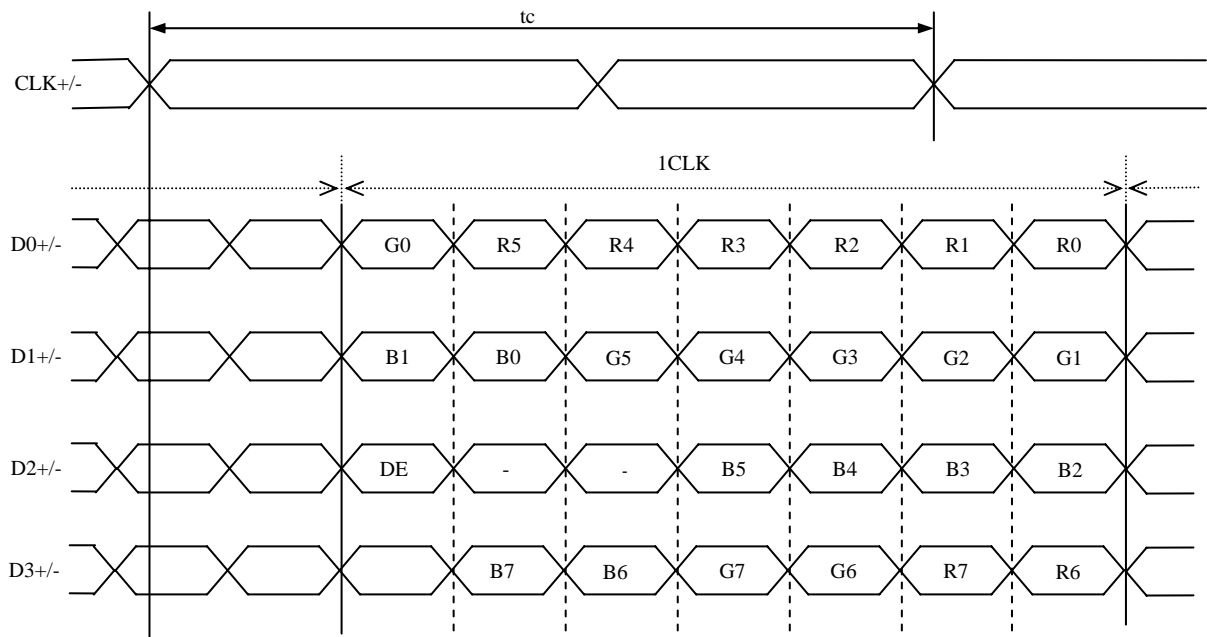 tc
CLK+/-
1CLK
D0+/- G0 R5 R4 R3 R2 R1 R0
D1+/- B1 B0 G5 G4 G3 G2 G1
D2+/- DE - - B5 B4 B3 B2
D3+/- B7 B6 G7 G6 R7 R6